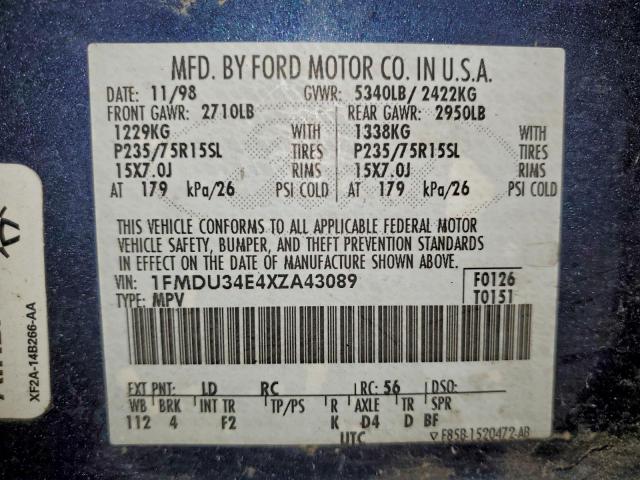 MFD. BY FORD MOTOR CO. IN U.S.A.
DATE: 11/98 GVWR: 5340LB/ 2422KG
FRONT GAWR: 2710LB REAR GAWR: 2950LB
1229KG WITH 1338KG WITH
P235/75R15SL TIRES P235/75R15SL TIRES
15X7.0J RIMS 15X7.0J RIMS
AT 179 kPa/26 PSI COLD AT 179 kPa/26 PSI COLD
THIS VEHICLE CONFORMS TO ALL APPLICABLE FEDERAL MOTOR
VEHICLE SAFETY, BUMPER, AND THEFT PREVENTION STANDARDS
IN EFFECT ON THE DATE OF MANUFACTURE SHOWN ABOVE.
VIN: 1FMDU34E4XZA43089 F0126
TYPE: MPV T0151
EXT PNT: LD RC: RC: 56 DSO:
WB BRK INT TR TP/PS R AXLE TR SPR
112 4 F2 K D4 D BF
UTC F85B-1520472-AB
XF2A-14B266-AA